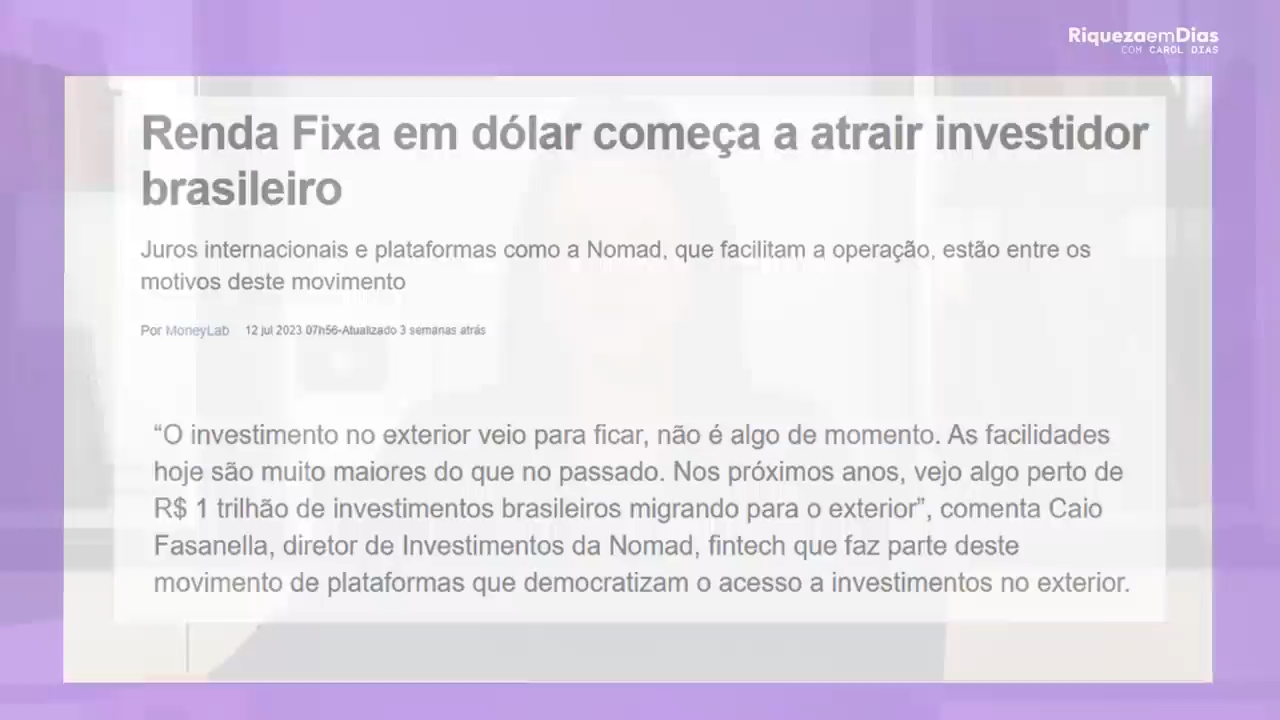 RiquezaemDias
COM CAROL DIAS
Renda Fixa em dólar começa a atrair investidor
brasileiro
Juros internacionais e plataformas como a Nomad, que facilitam a operação, estão entre os
motivos deste movimento
Por MoneyLab 12 jul 2023 07h56-Atualizado 3 semanas atrás
“O investimento no exterior veio para ficar, não é algo de momento. As facilidades
hoje são muito maiores do que no passado. Nos próximos anos, vejo algo perto de
R$ 1 trilhão de investimentos brasileiros migrando para o exterior”, comenta Caio
Fasanella, diretor de Investimentos da Nomad, fintech que faz parte deste
movimento de plataformas que democratizam o acesso a investimentos no exterior.